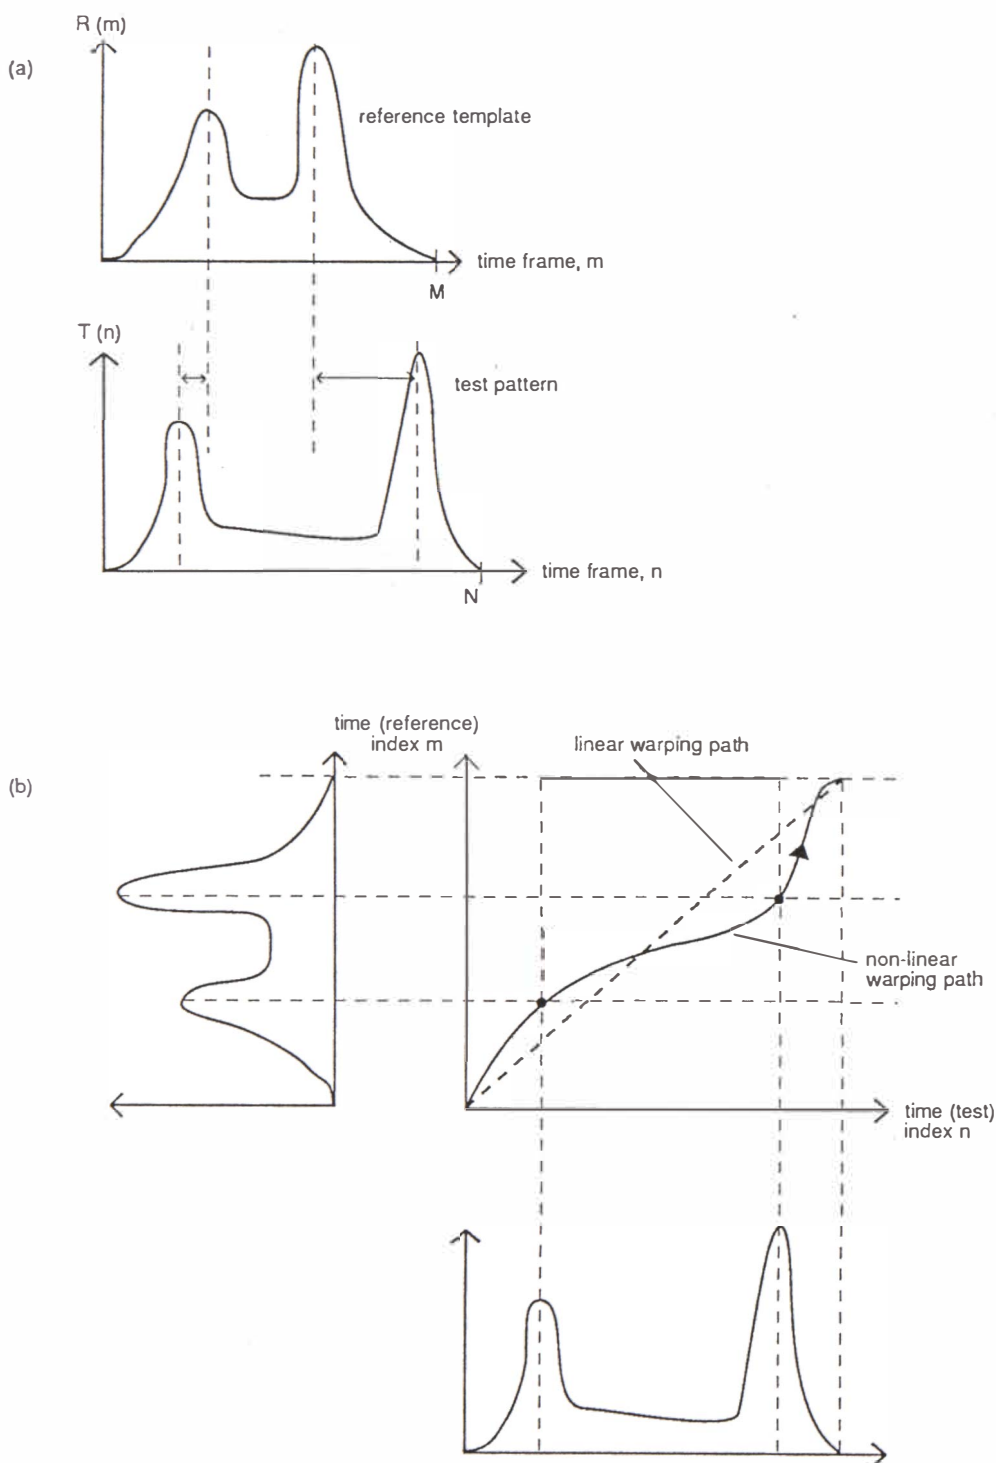 R (m)
(a)
reference template
time frame, m
M
T (n)
test pattern
time frame, n
N
time (reference)
index m
linear warping path
(b)
non-linear
warping path
time (test)
index n